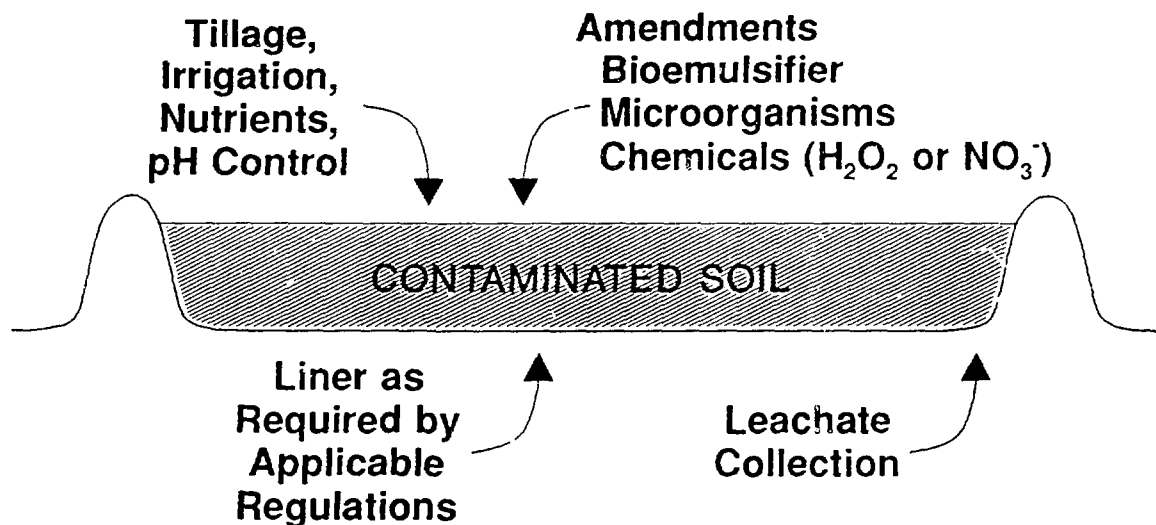 Tillage,
Irrigation,
Nutrients,
pH Control
Amendments
Bioemulsifier
Microorganisms
Chemicals (H₂O₂ or NO₃⁻)
CONTAMINATED SOIL
Liner as
Required by
Applicable
Regulations
Leachate
Collection